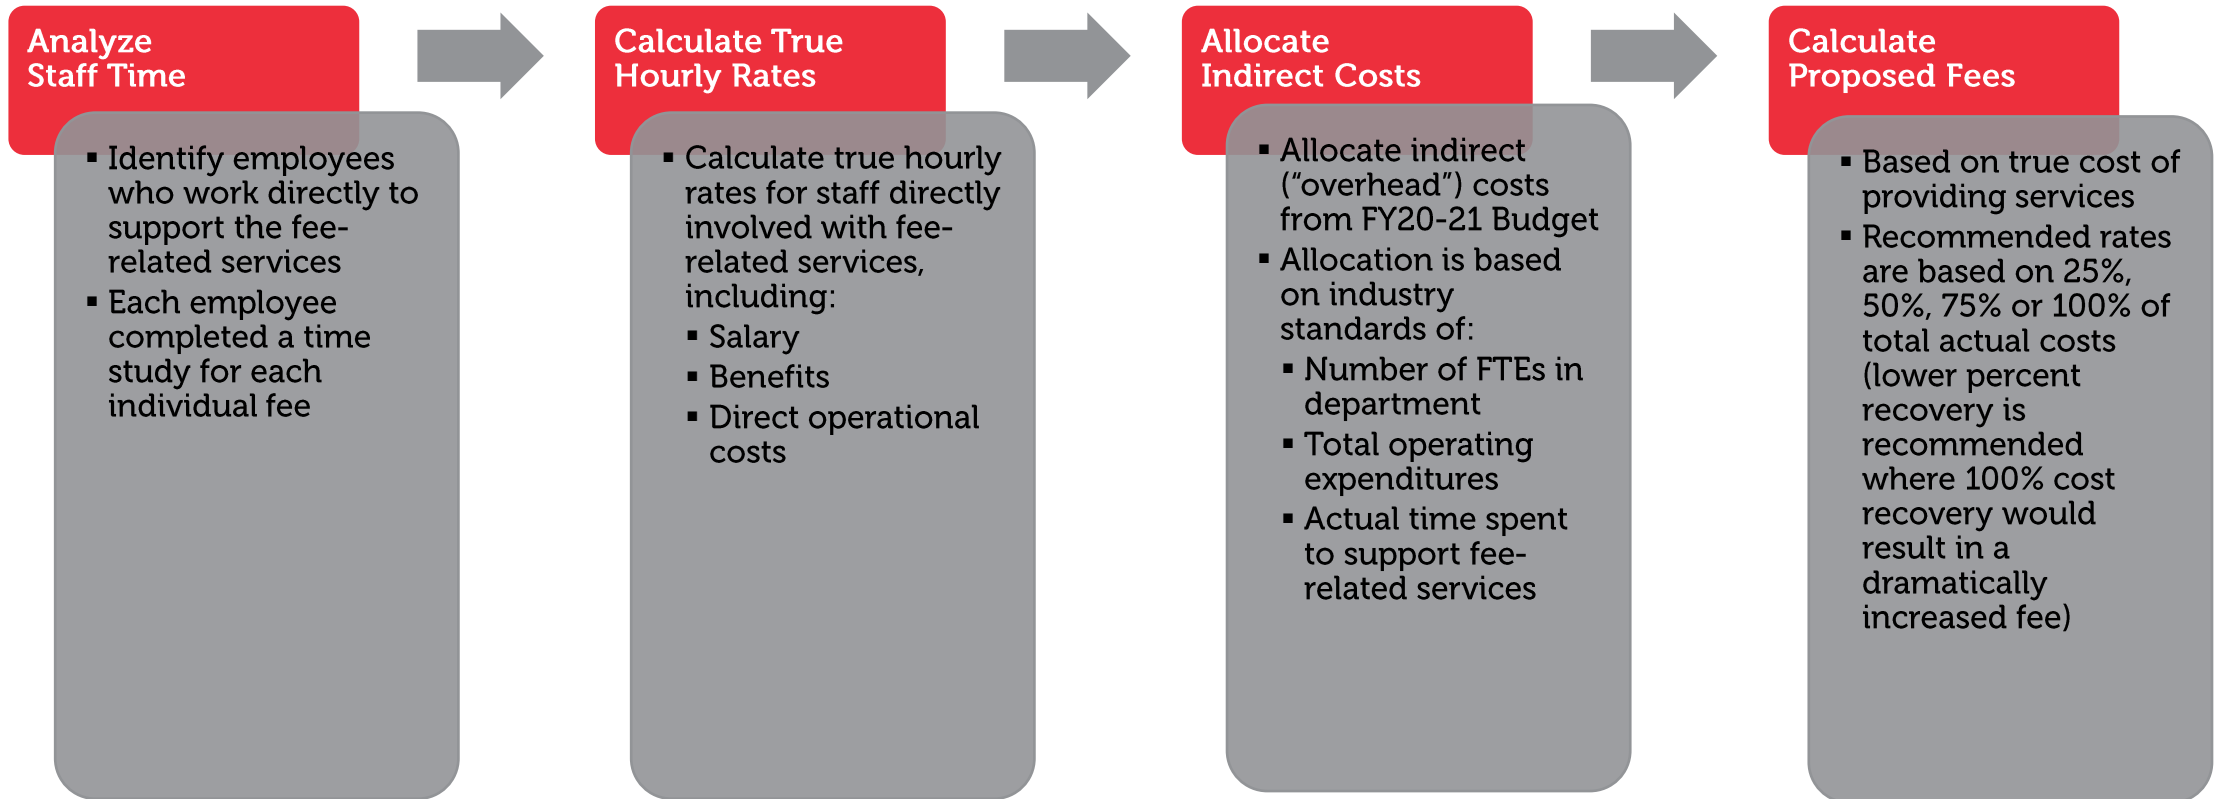 Analyze
Staff Time
▪ Identify employees
who work directly to
support the fee-
related services
▪ Each employee
completed a time
study for each
individual fee
Calculate True
Hourly Rates
▪ Calculate true hourly
rates for staff directly
involved with fee-
related services,
including:
▪ Salary
▪ Benefits
▪ Direct operational
costs
Allocate
Indirect Costs
▪ Allocate indirect
(“overhead”) costs
from FY20-21 Budget
▪ Allocation is based
on industry
standards of:
▪ Number of FTEs in
department
▪ Total operating
expenditures
▪ Actual time spent
to support fee-
related services
Calculate
Proposed Fees
▪ Based on true cost of
providing services
▪ Recommended rates
are based on 25%,
50%, 75% or 100% of
total actual costs
(lower percent
recovery is
recommended
where 100% cost
recovery would
result in a
dramatically
increased fee)